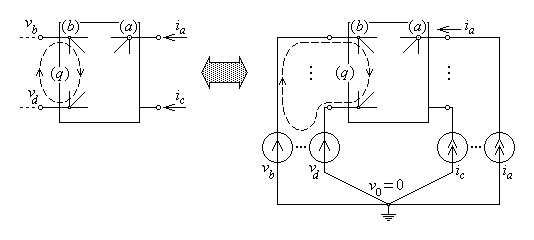 v_b (b) (a) i_a
(q)
v_d i_c
(b) (a) i_a
... (q) ...
v_b ... v_d v_0=0 i_c ... i_a